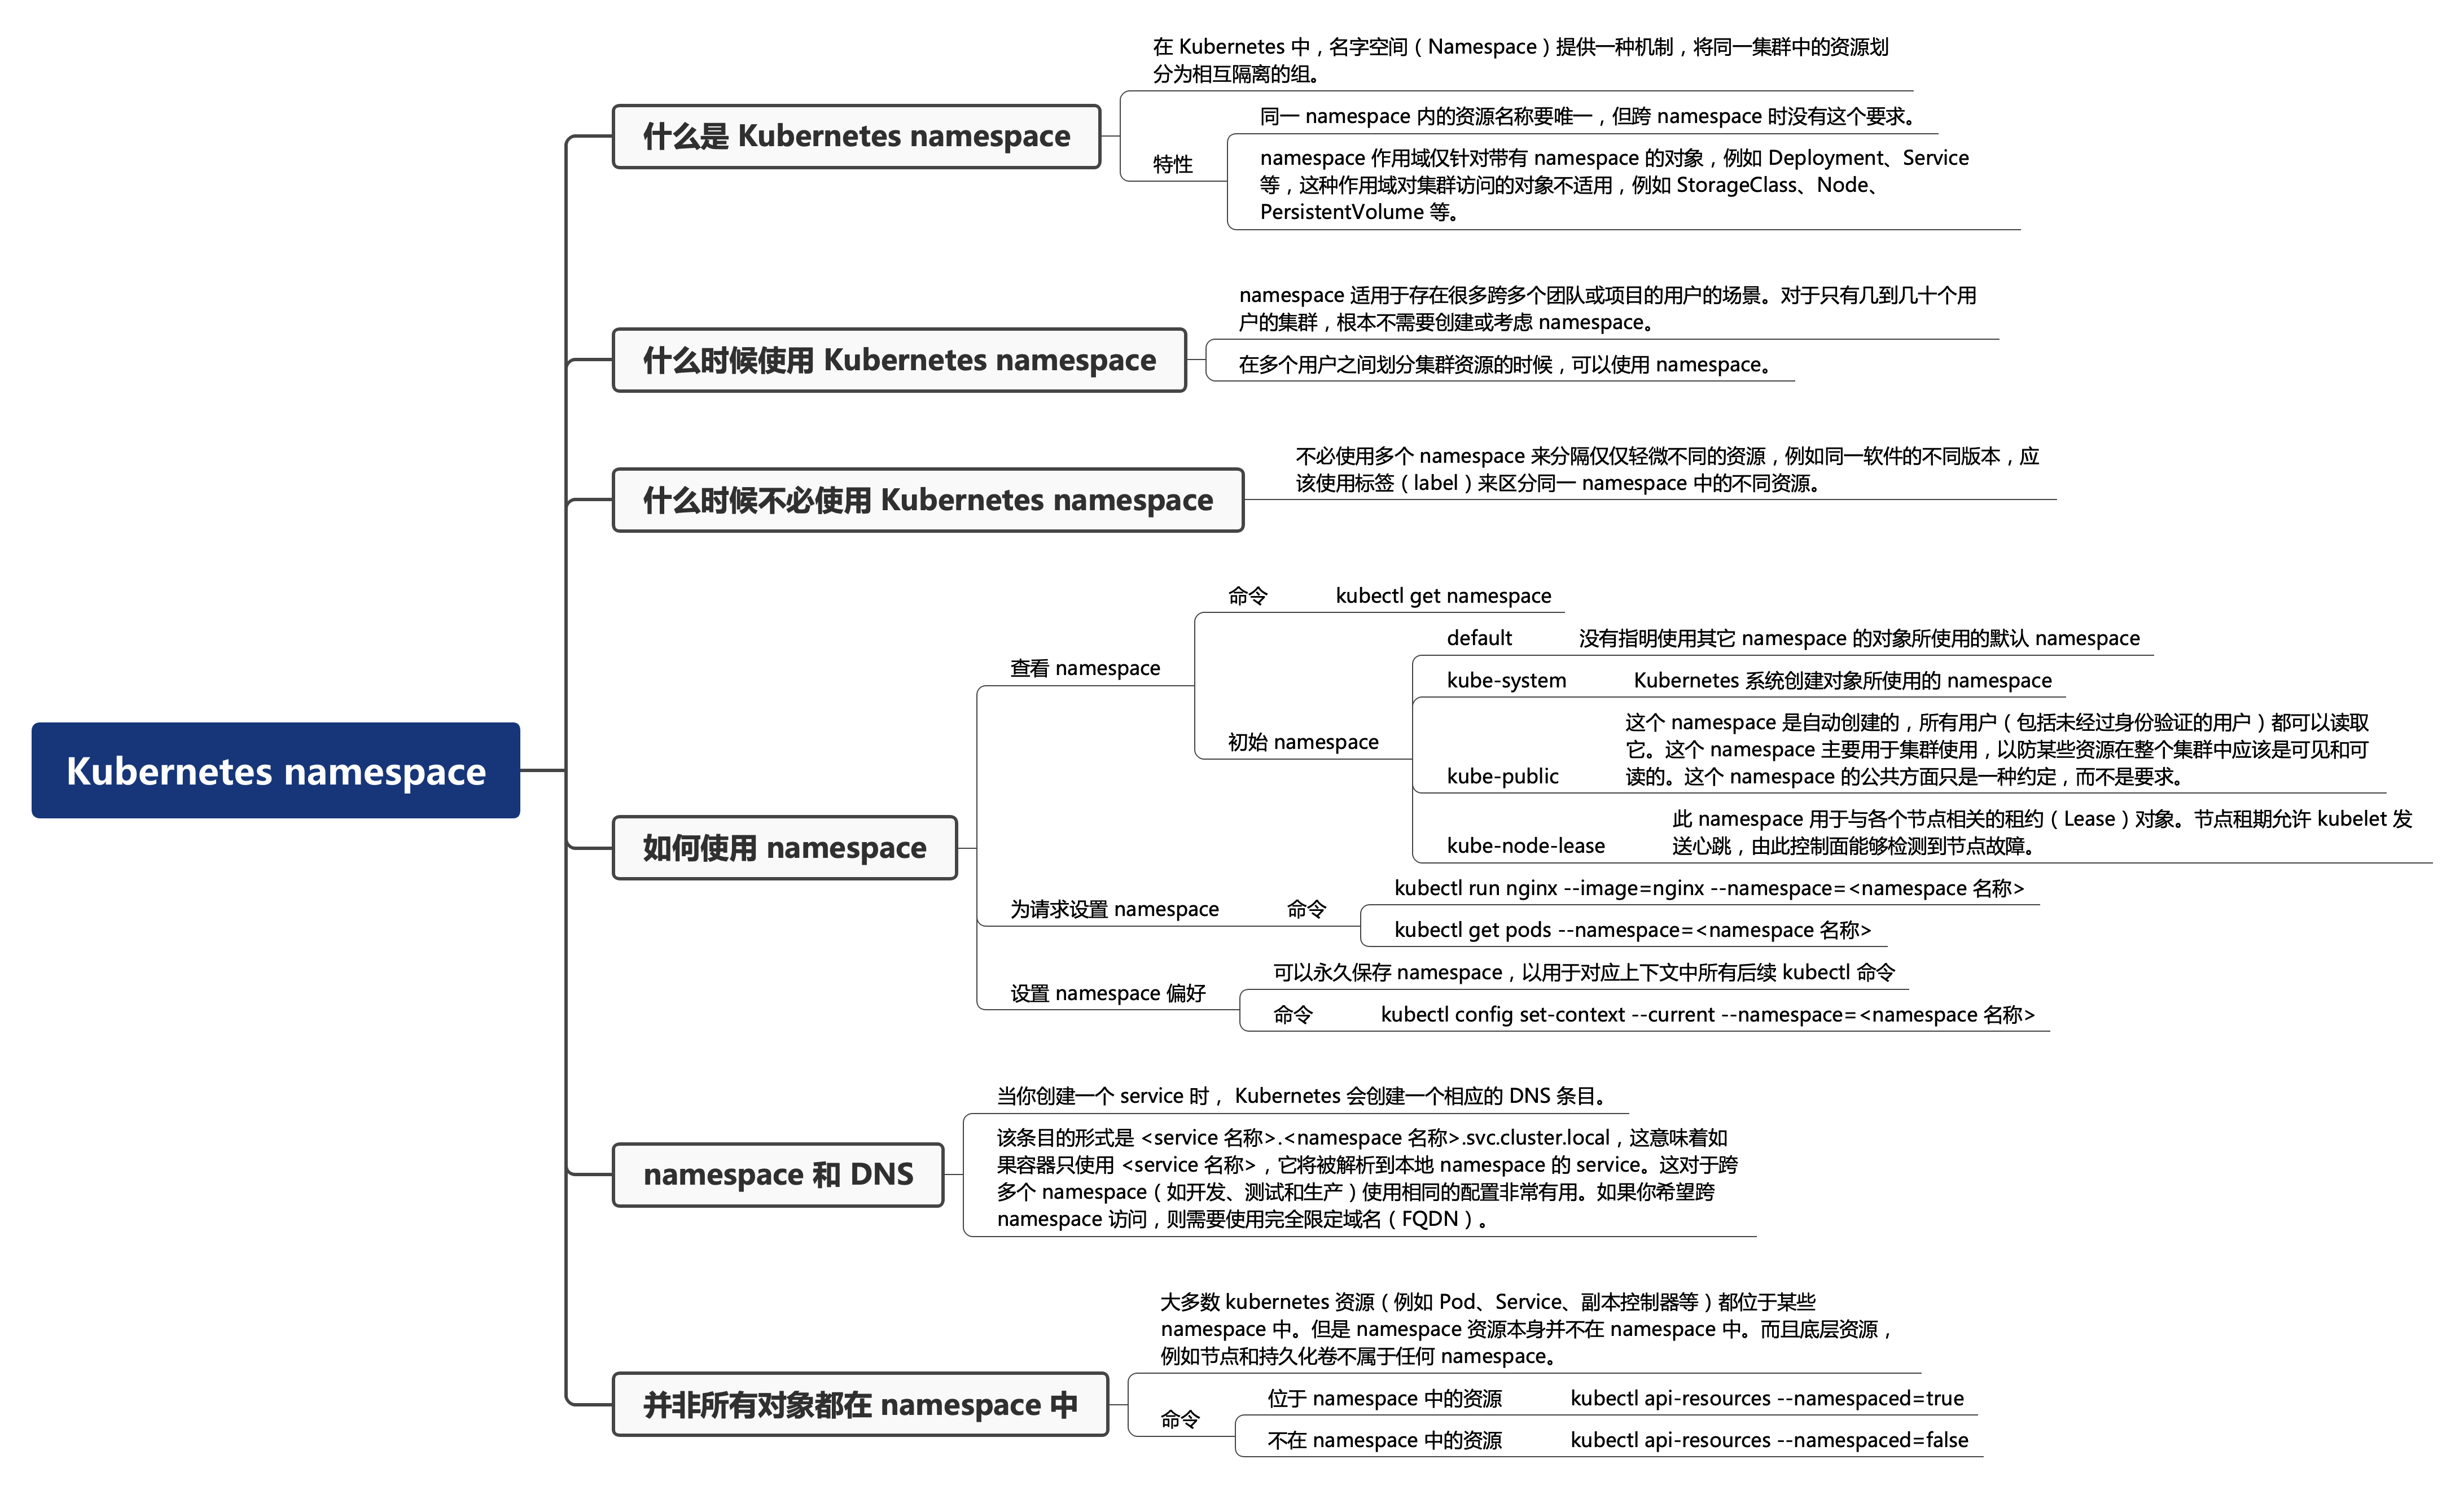 Kubernetes namespace
什么是 Kubernetes namespace
在 Kubernetes 中，名字空间（Namespace）提供一种机制，将同一集群中的资源划
分为相互隔离的组。
特性
同一 namespace 内的资源名称要唯一，但跨 namespace 时没有这个要求。
namespace 作用域仅针对带有 namespace 的对象，例如 Deployment、Service
等，这种作用域对集群访问的对象不适用，例如 StorageClass、Node、
PersistentVolume 等。
什么时候使用 Kubernetes namespace
namespace 适用于存在很多跨多个团队或项目的用户的场景。对于只有几到几十个用
户的集群，根本不需要创建或考虑 namespace。
在多个用户之间划分集群资源的时候，可以使用 namespace。
什么时候不必使用 Kubernetes namespace
不必使用多个 namespace 来分隔仅仅轻微不同的资源，例如同一软件的不同版本，应
该使用标签（label）来区分同一 namespace 中的不同资源。
如何使用 namespace
查看 namespace
命令
kubectl get namespace
初始 namespace
default
没有指明使用其它 namespace 的对象所使用的默认 namespace
kube-system
Kubernetes 系统创建对象所使用的 namespace
kube-public
这个 namespace 是自动创建的，所有用户（包括未经过身份验证的用户）都可以读取
它。这个 namespace 主要用于集群使用，以防某些资源在整个集群中应该是可见和可
读的。这个 namespace 的公共方面只是一种约定，而不是要求。
kube-node-lease
此 namespace 用于与各个节点相关的租约（Lease）对象。节点租期允许 kubelet 发
送心跳，由此控制面能够检测到节点故障。
为请求设置 namespace
命令
kubectl run nginx --image=nginx --namespace=<namespace 名称>
kubectl get pods --namespace=<namespace 名称>
设置 namespace 偏好
可以永久保存 namespace，以用于对应上下文中所有后续 kubectl 命令
命令
kubectl config set-context --current --namespace=<namespace 名称>
namespace 和 DNS
当你创建一个 service 时， Kubernetes 会创建一个相应的 DNS 条目。
该条目的形式是 <service 名称>.<namespace 名称>.svc.cluster.local，这意味着如
果容器只使用 <service 名称>，它将被解析到本地 namespace 的 service。这对于跨
多个 namespace（如开发、测试和生产）使用相同的配置非常有用。如果你希望跨
namespace 访问，则需要使用完全限定域名（FQDN）。
并非所有对象都在 namespace 中
大多数 kubernetes 资源（例如 Pod、Service、副本控制器等）都位于某些
namespace 中。但是 namespace 资源本身并不在 namespace 中。而且底层资源，
例如节点和持久化卷不属于任何 namespace。
命令
位于 namespace 中的资源
kubectl api-resources --namespaced=true
不在 namespace 中的资源
kubectl api-resources --namespaced=false